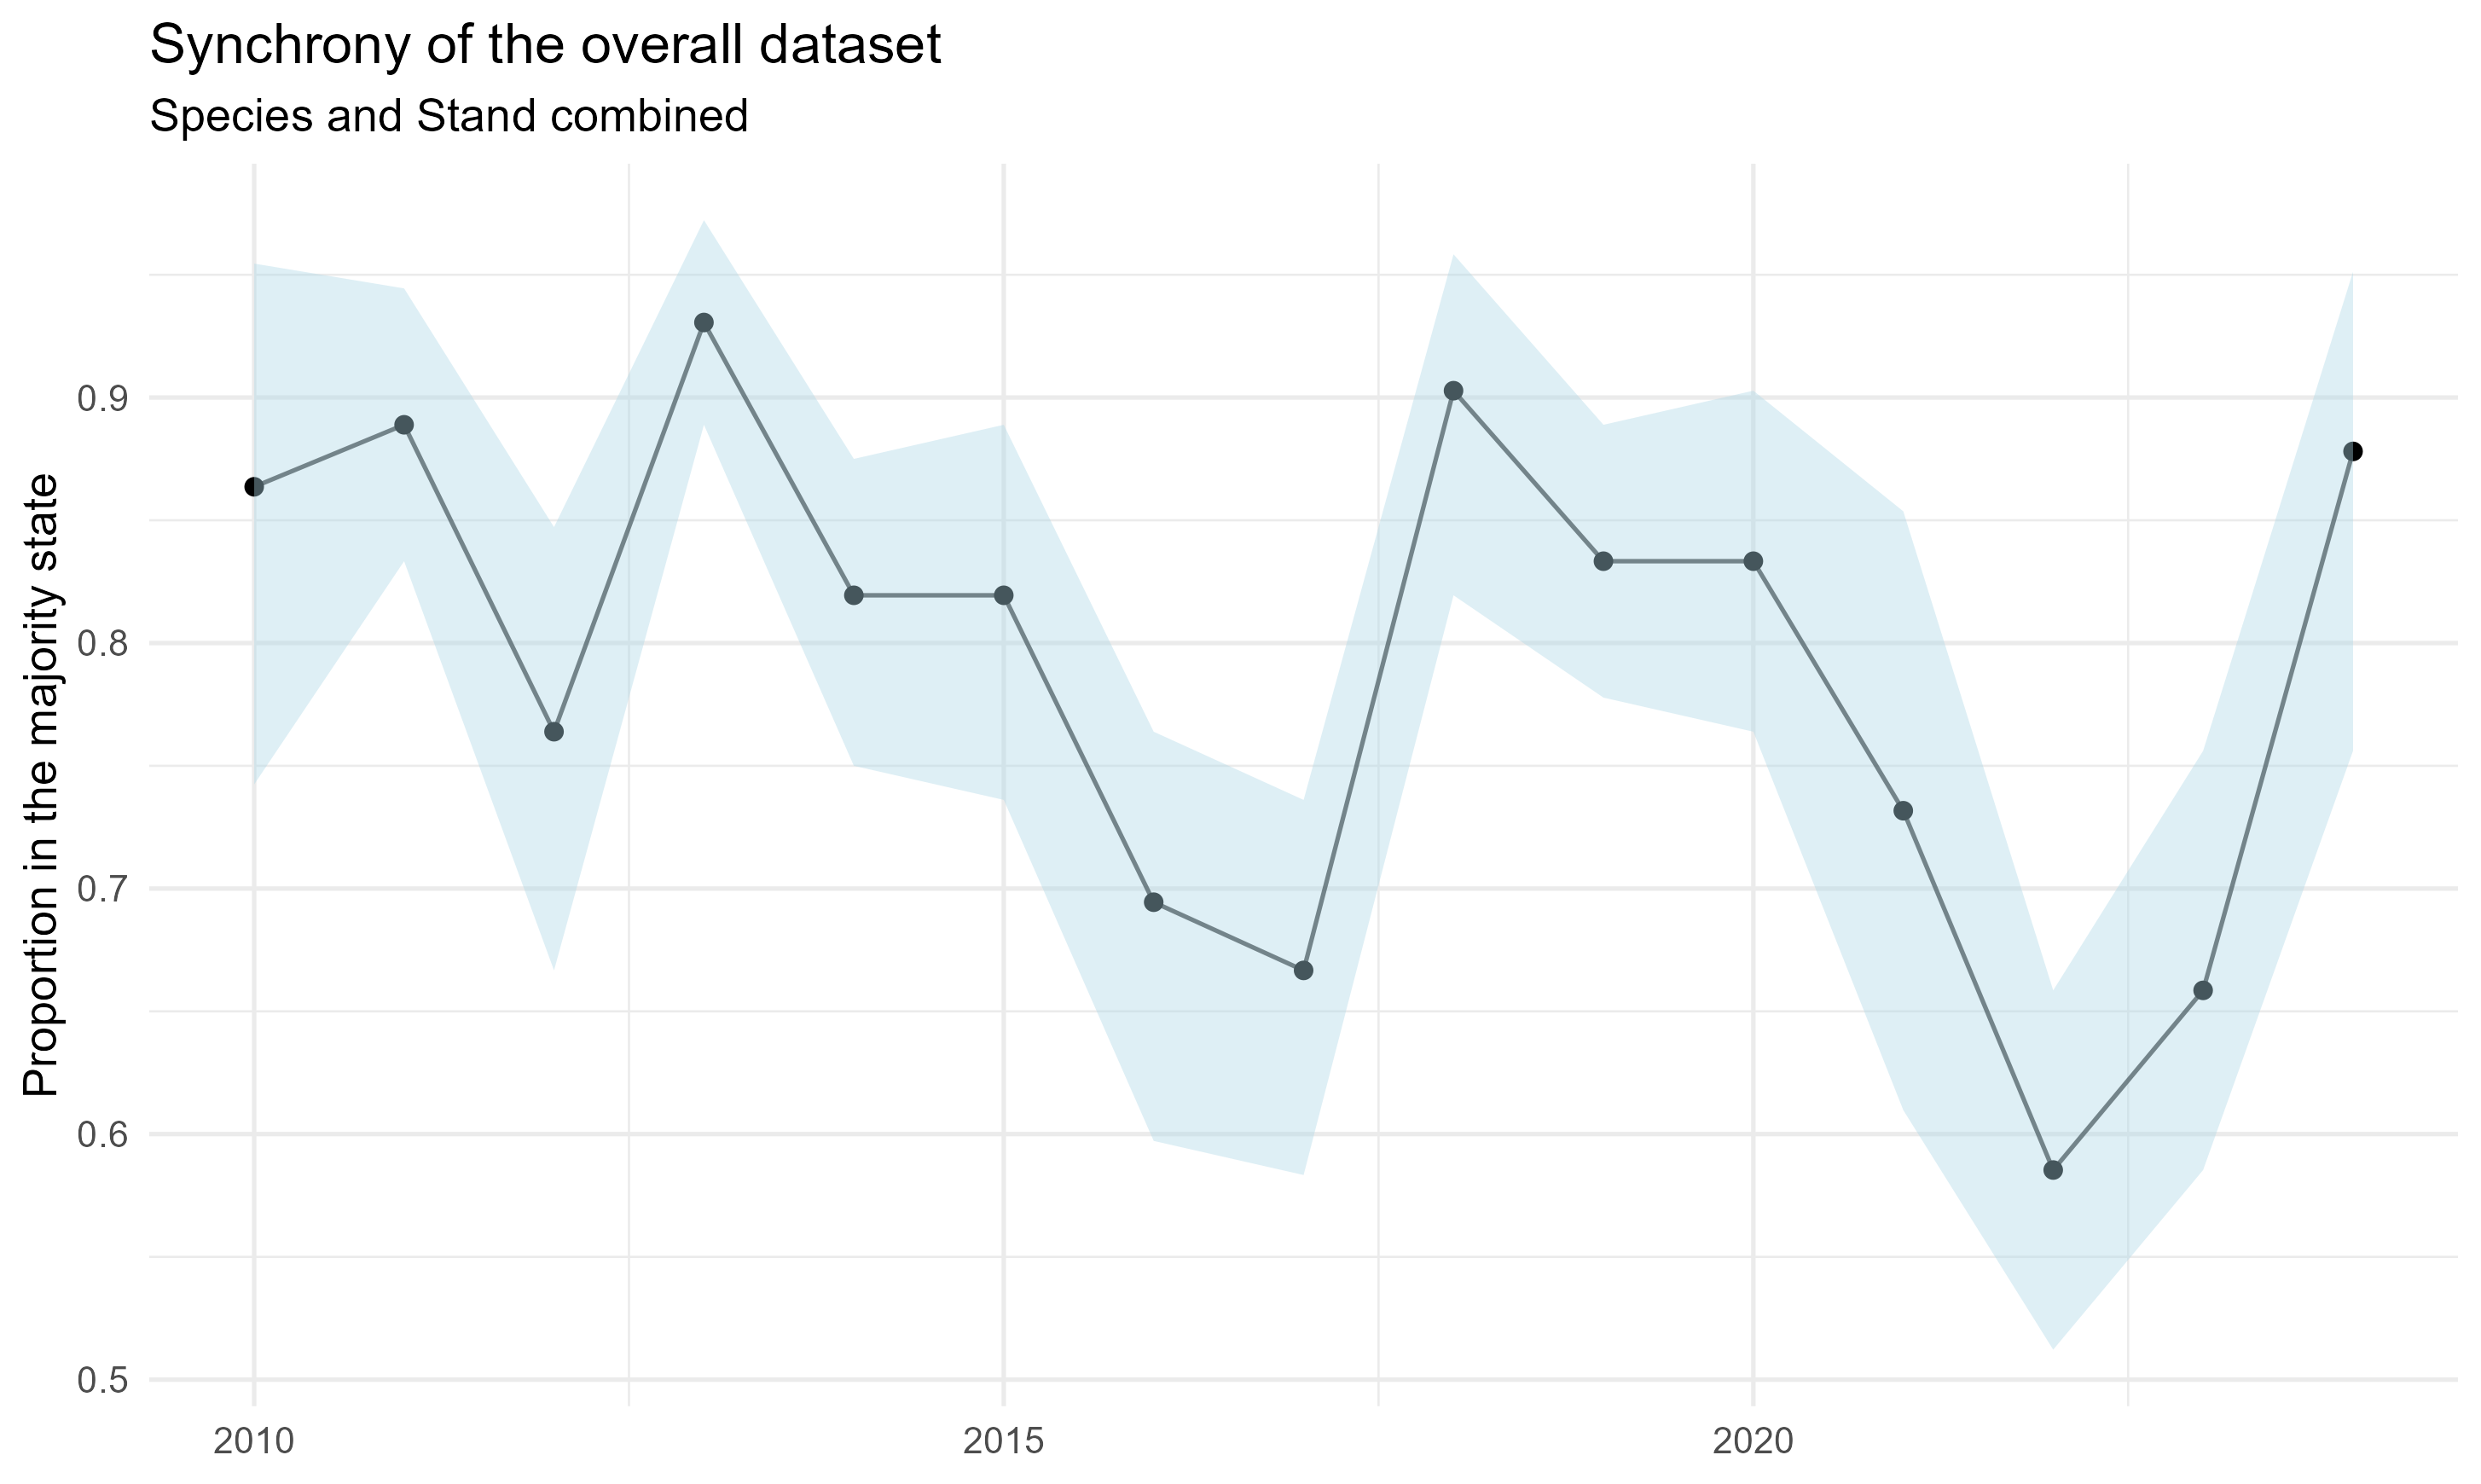 Synchrony of the overall dataset
Species and Stand combined
Proportion in the majority state
0.9
0.8
0.7
0.6
0.5
2010
2015
2020